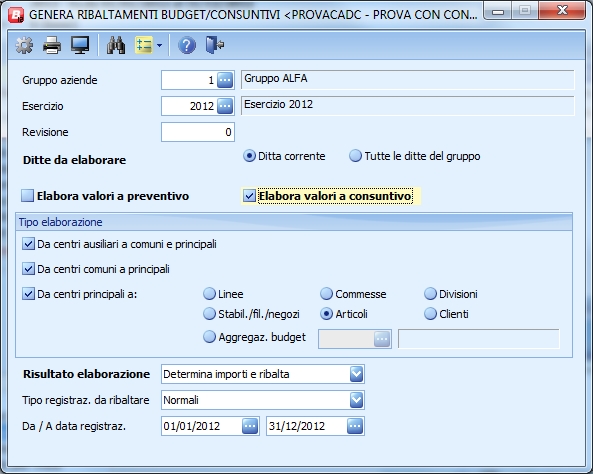 GENERA RIBALTAMENTI BUDGET/CONSUNTIVI <PROVACADC - PROVA CON CON...
Gruppo aziende 1 Gruppo ALFA
Esercizio 2012 Esercizio 2012
Revisione 0
Ditte da elaborare Ditta corrente Tutte le ditte del gruppo
Elabora valori a preventivo Elabora valori a consuntivo
Tipo elaborazione
Da centri ausiliari a comuni e principali
Da centri comuni a principali
Da centri principali a: Linee Commesse Divisioni
Stabil./fil./negozi Articoli Clienti
Aggregaz. budget
Risultato elaborazione Determina importi e ribalta
Tipo registraz. da ribaltare Normali
Da / A data registraz. 01/01/2012 31/12/2012